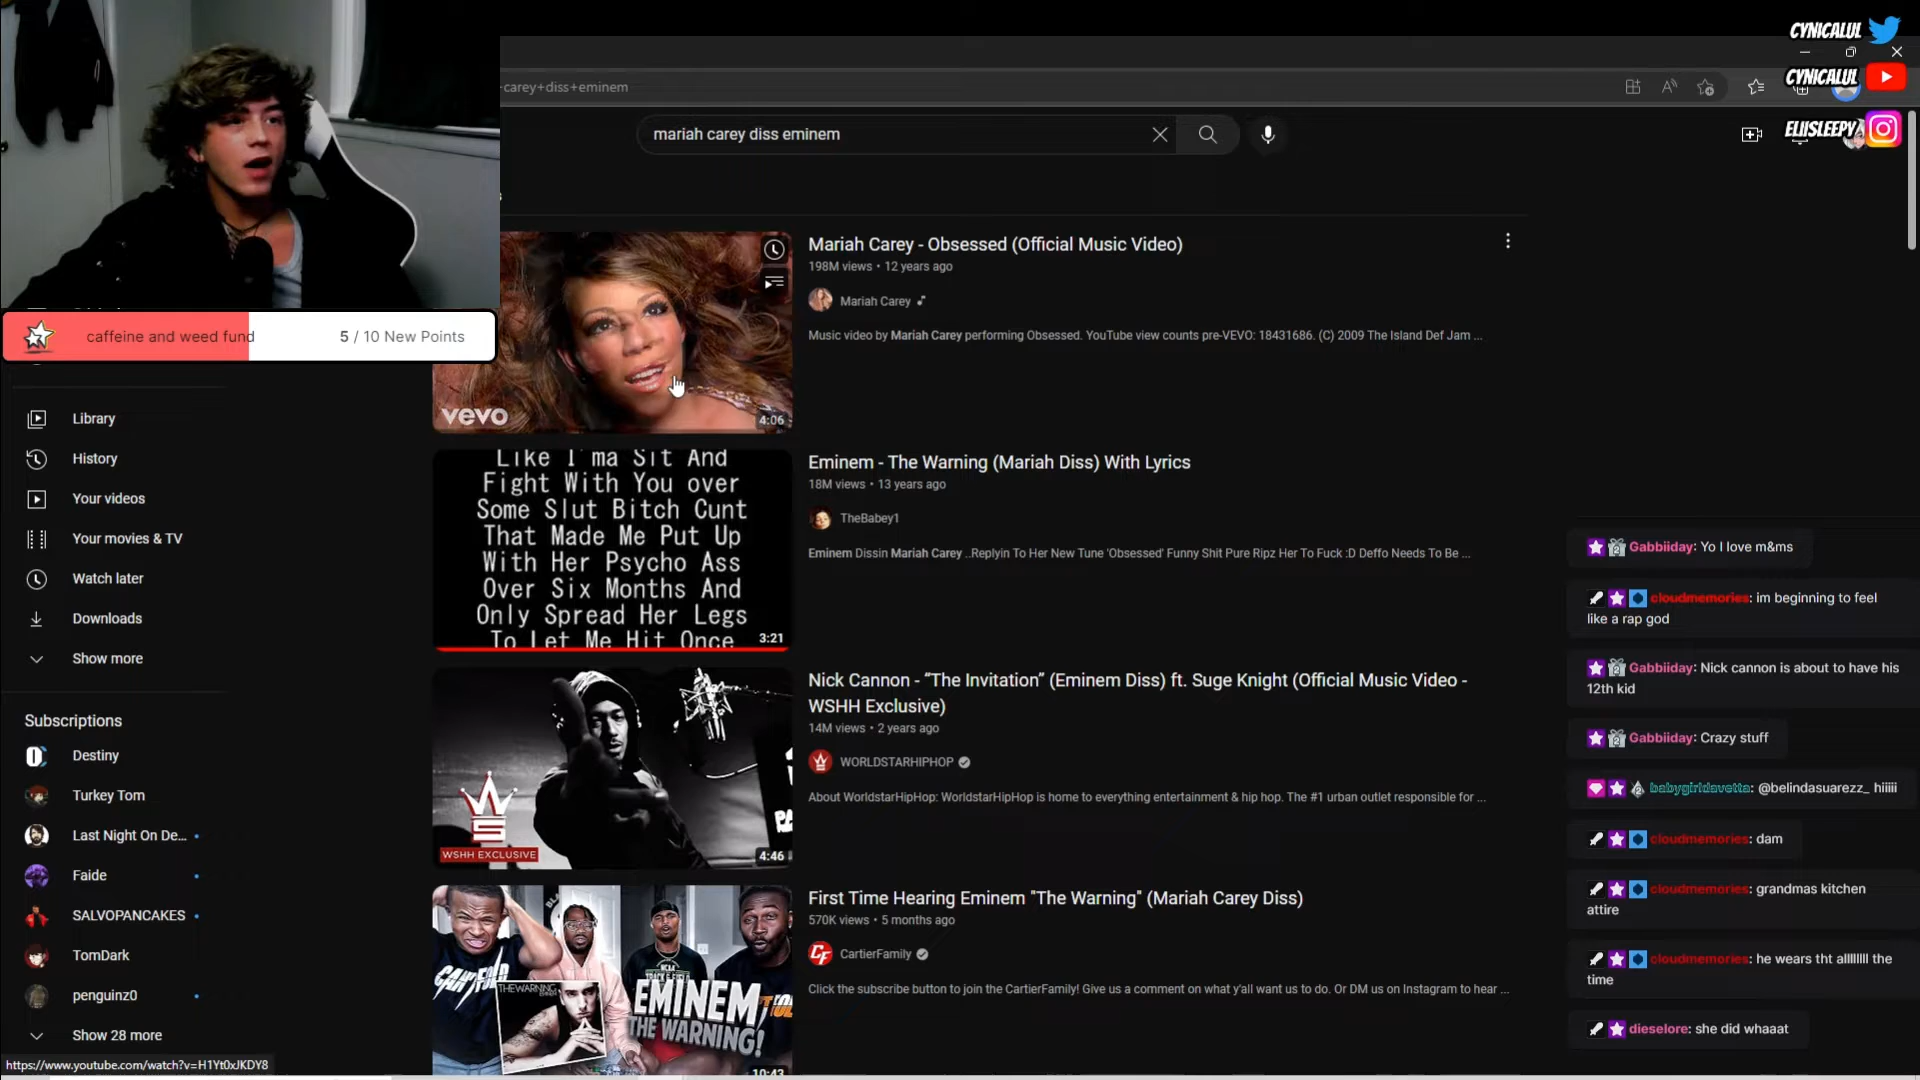 CYNICALUL
-carey+diss+eminem
CYNICALUL
mariah carey diss eminem
ELIISLEEPY
Mariah Carey - Obsessed (Official Music Video)
198M views • 12 years ago
Mariah Carey
Music video by Mariah Carey performing Obsessed. YouTube view counts pre-VEVO: 18431686. (C) 2009 The Island Def Jam ...
vevo
4:06
caffeine and weed fund
5 / 10 New Points
Library
History
Your videos
Your movies & TV
Watch later
Downloads
Show more
Subscriptions
Destiny
Turkey Tom
Last Night On De...
Faide
SALVOPANCAKES
TomDark
penguinz0
Show 28 more
Like I'ma Sit And
Fight With You over
Some Slut Bitch Cunt
That Made Me Put Up
With Her Psycho Ass
Over Six Months And
Only Spread Her Legs
To Let Me Hit Once
3:21
Eminem - The Warning (Mariah Diss) With Lyrics
18M views • 13 years ago
TheBabey1
Eminem Dissin Mariah Carey ..Replyin To Her New Tune 'Obsessed' Funny Shit Pure Ripz Her To Fuck :D Deffo Needs To Be ...
WSHH EXCLUSIVE
4:46
Nick Cannon - “The Invitation” (Eminem Diss) ft. Suge Knight (Official Music Video -
WSHH Exclusive)
14M views • 2 years ago
WORLDSTARHIPHOP
About WorldstarHipHop: WorldstarHipHop is home to everything entertainment & hip hop. The #1 urban outlet responsible for ...
THE WARNING
EMINEM
THE WARNING!
10:43
First Time Hearing Eminem "The Warning" (Mariah Carey Diss)
570K views • 5 months ago
CF
CartierFamily
Click the subscribe button to join the CartierFamily! Give us a comment on what y'all want us to do. Or DM us on Instagram to hear ...
Gabbiiday: Yo I love m&ms
cloudmemories: im beginning to feel
like a rap god
Gabbiiday: Nick cannon is about to have his
12th kid
Gabbiiday: Crazy stuff
babygirldavetta: @belindasuarezz_ hiiiii
cloudmemories: dam
cloudmemories: grandmas kitchen
attire
cloudmemories: he wears tht allllllll the
time
dieselore: she did whaaat
https://www.youtube.com/watch?v=H1Yt0xJKDY8